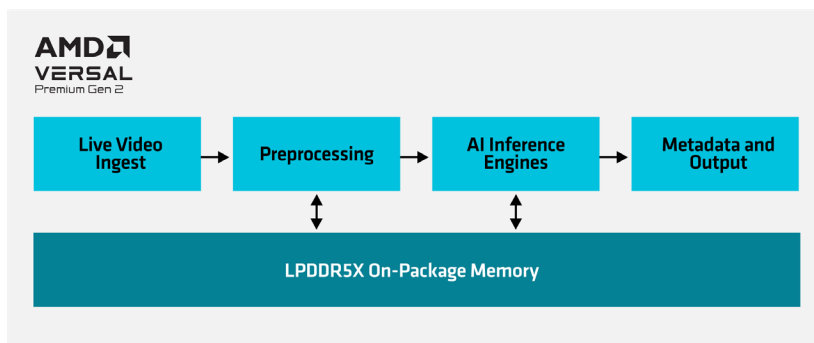 AMD
VERSAL
Premium Gen 2
Live Video
Ingest
Preprocessing
AI Inference
Engines
Metadata and
Output
LPDDR5X On-Package Memory